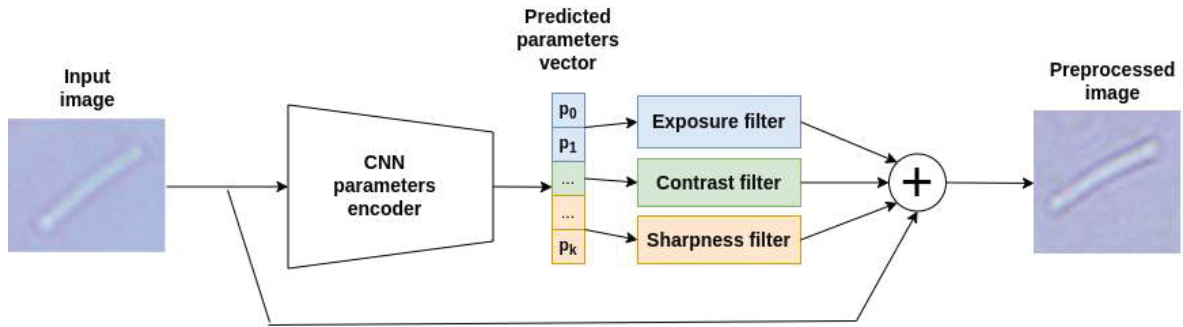 Input
image
CNN
parameters
encoder
Predicted
parameters
vector
p0
p1
...
...
pk
Exposure filter
Contrast filter
Sharpness filter
+
Preprocessed
image